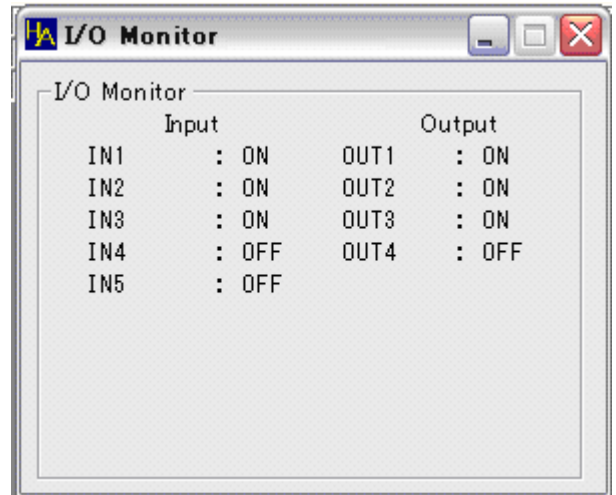 HA I/O Monitor
I/O Monitor
Input Output
IN1 : ON OUT1 : ON
IN2 : ON OUT2 : ON
IN3 : ON OUT3 : ON
IN4 : OFF OUT4 : OFF
IN5 : OFF